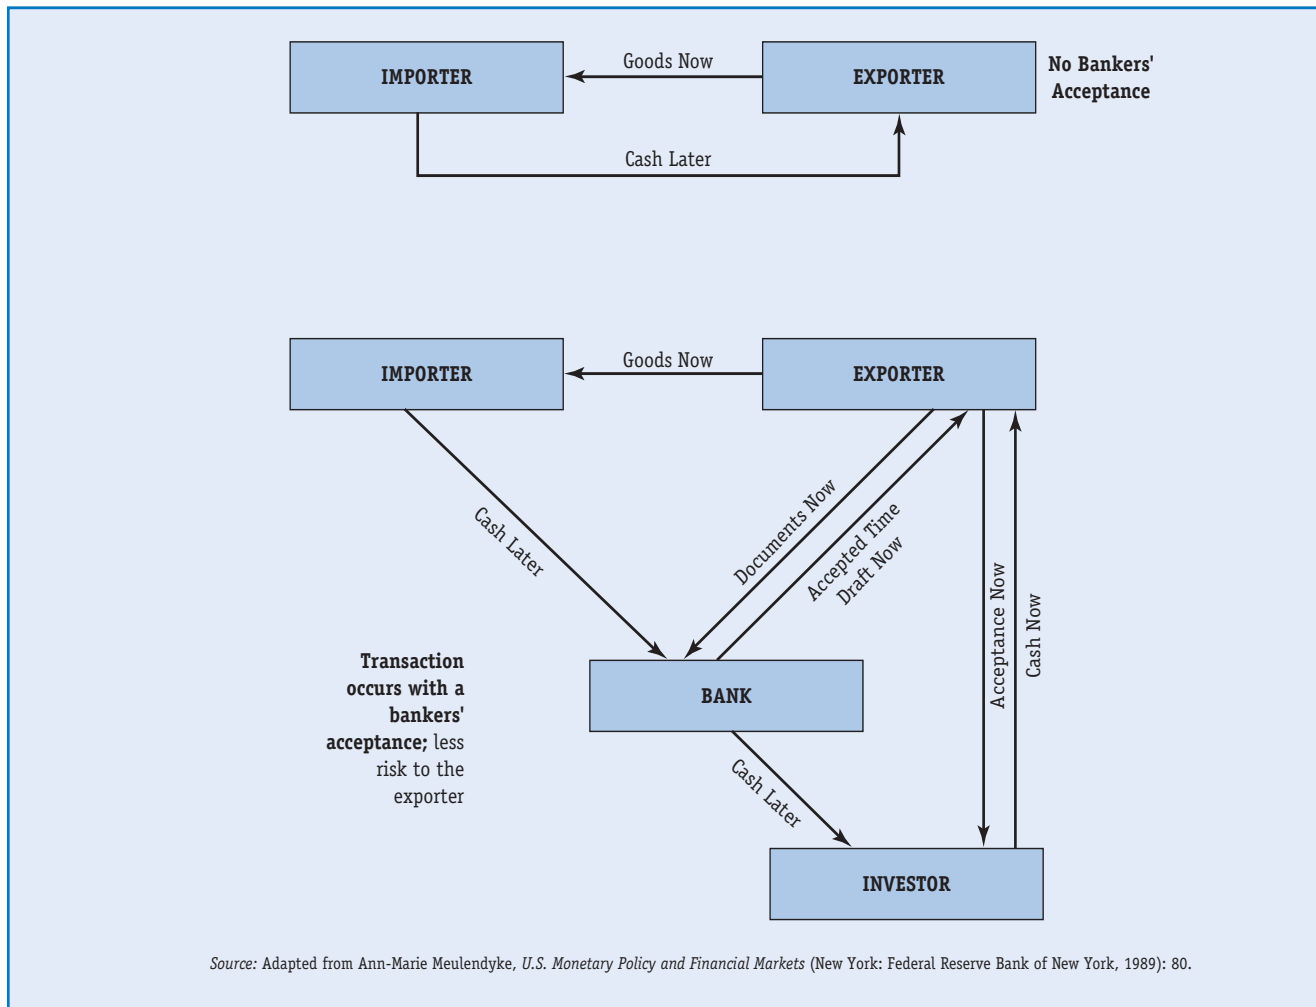 IMPORTER
Goods Now
EXPORTER
No Bankers'
Acceptance
Cash Later
IMPORTER
Goods Now
EXPORTER
Cash Later
Documents Now
Accepted Time
Draft Now
Acceptance Now
Cash Now
Transaction
occurs with a
bankers'
acceptance; less
risk to the
exporter
BANK
Cash Later
INVESTOR
Source: Adapted from Ann-Marie Meulendyke, U.S. Monetary Policy and Financial Markets (New York: Federal Reserve Bank of New York, 1989): 80.